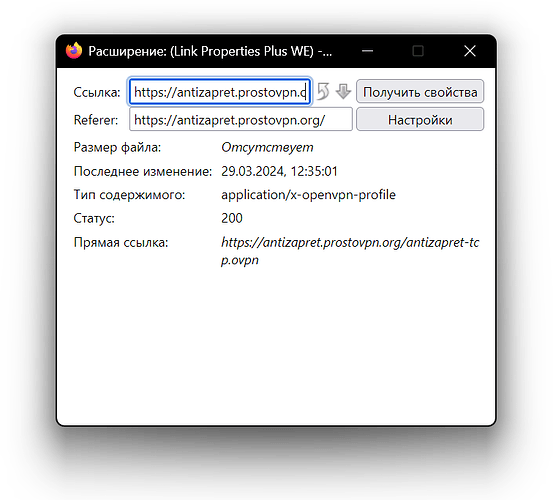 Расширение: (Link Properties Plus WE) -...
Ссылка: https://antizapret.prostovpn.o Получить свойства
Referer: https://antizapret.prostovpn.org/ Настройки
Размер файла: Отсутствует
Последнее изменение: 29.03.2024, 12:35:01
Тип содержимого: application/x-openvpn-profile
Статус: 200
Прямая ссылка: https://antizapret.prostovpn.org/antizapret-tc
p.ovpn